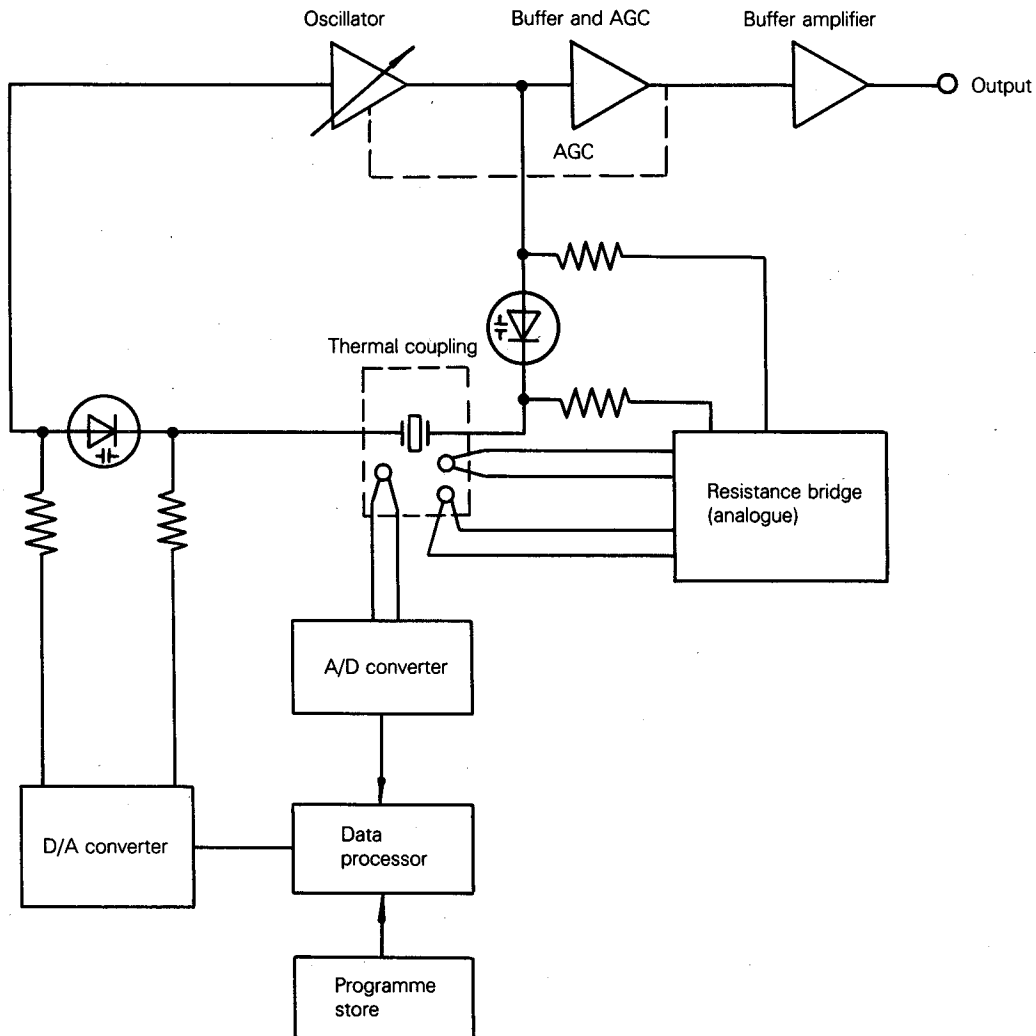 Oscillator
Buffer and AGC
Buffer amplifier
Output
AGC
Thermal coupling
Resistance bridge
(analogue)
A/D converter
D/A converter
Data
processor
Programme
store